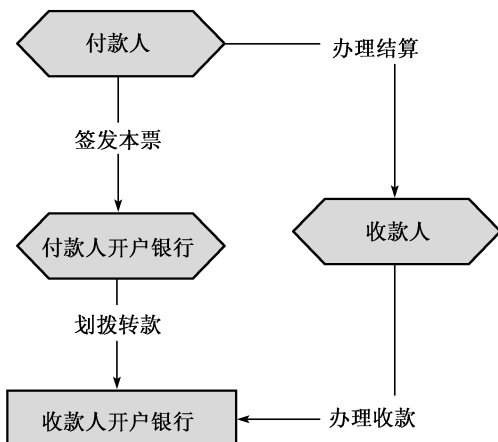 付款人
办理结算
签发本票
付款人开户银行
收款人
划拨转款
收款人开户银行
办理收款